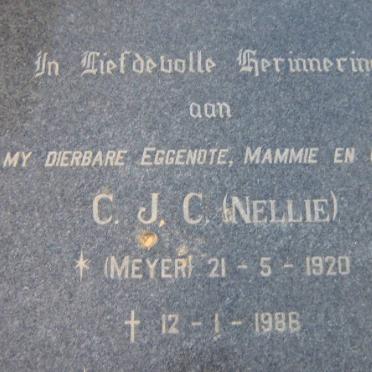 In Liefdevolle Herinnering
aan
MY DIERBARE EGGENOTE, MAMMIE EN
C. J. C. (NELLIE)
* (MEYER) 21 - 5 - 1920
† 12 - 1 - 1986